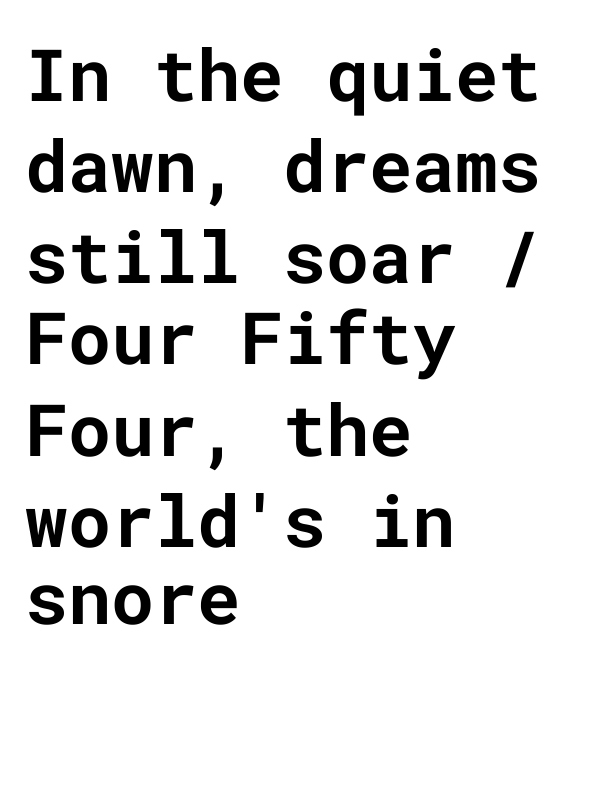 In the quiet
dawn, dreams
still soar /
Four Fifty
Four, the
world's in
snore